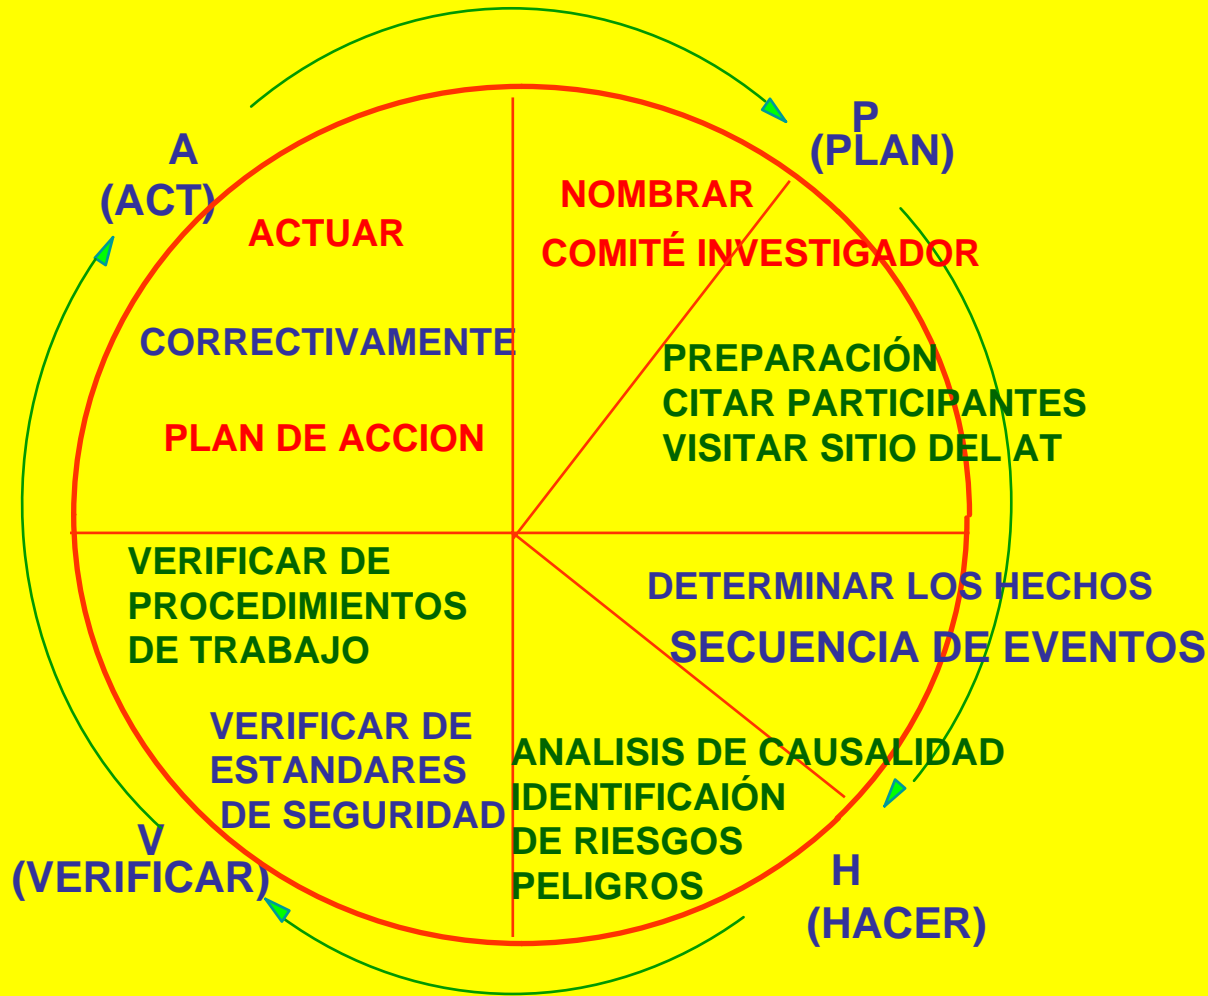 P
(PLAN)
NOMBRAR
COMITÉ INVESTIGADOR
PREPARACIÓN
CITAR PARTICIPANTES
VISITAR SITIO DEL AT
DETERMINAR LOS HECHOS
SECUENCIA DE EVENTOS
ANALISIS DE CAUSALIDAD
IDENTIFICAIÓN
DE RIESGOS
PELIGROS
H
(HACER)
VERIFICAR DE
PROCEDIMIENTOS
DE TRABAJO
VERIFICAR DE
ESTANDARES
DE SEGURIDAD
V
(VERIFICAR)
A
(ACT)
ACTUAR
CORRECTIVAMENTE
PLAN DE ACCION